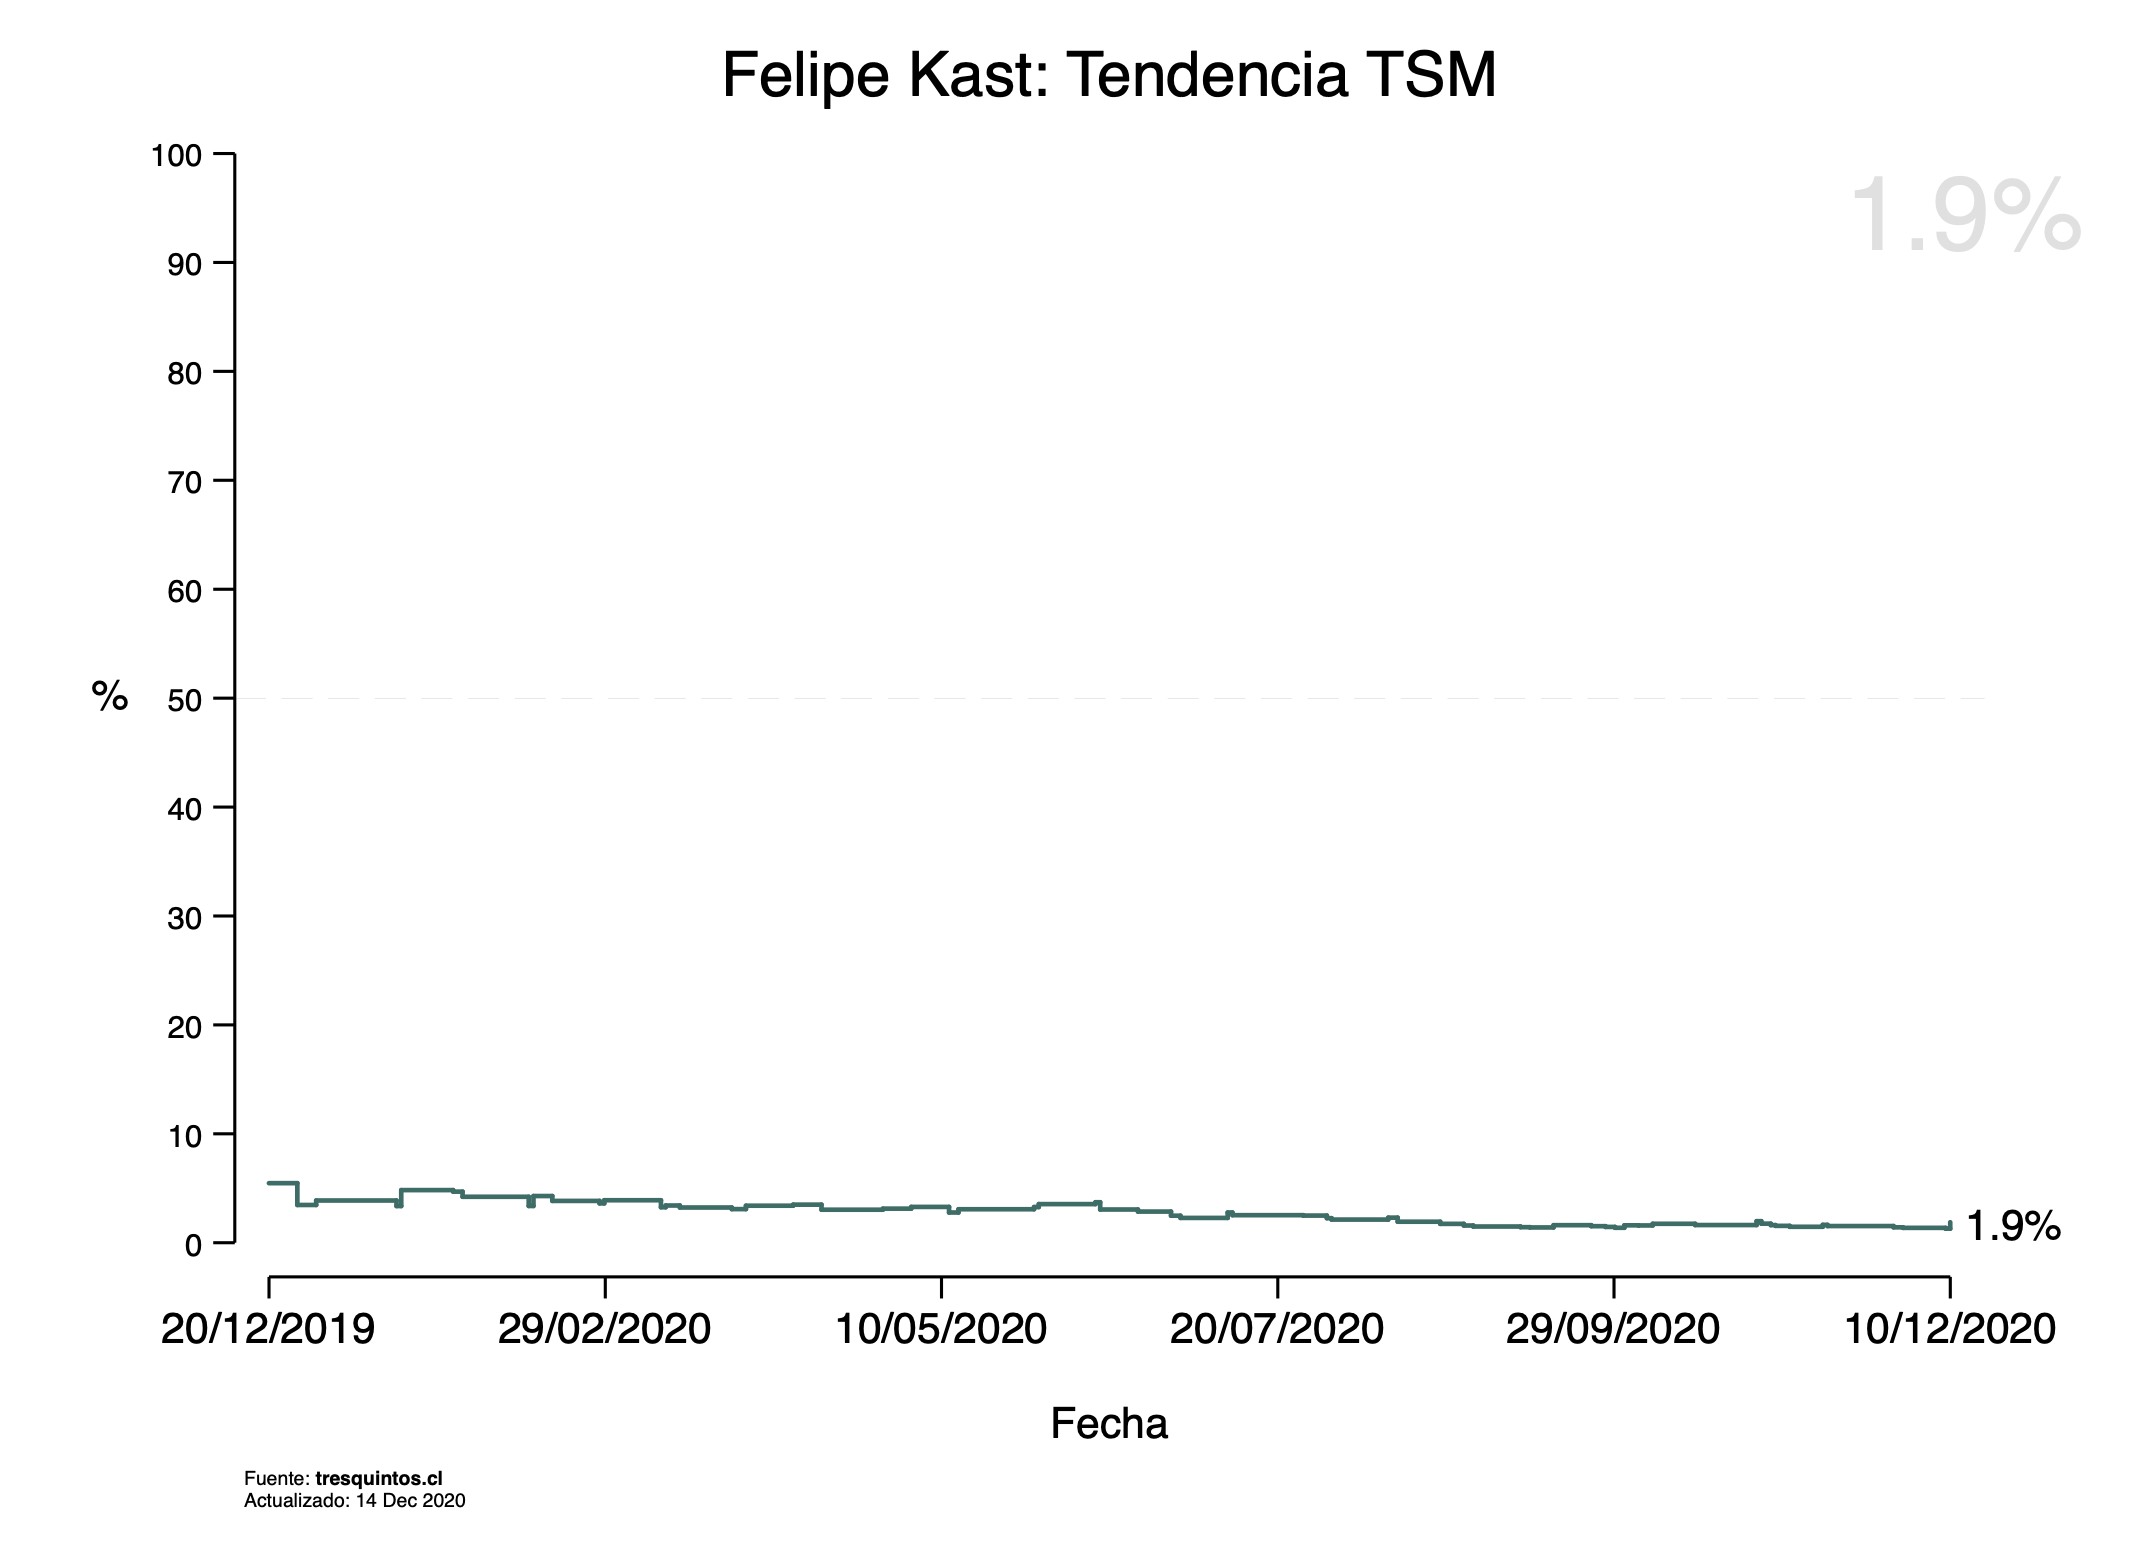 Felipe Kast: Tendencia TSM
1.9%
100
90
80
70
60
50
40
30
20
10
0
%
1.9%
20/12/2019 29/02/2020 10/05/2020 20/07/2020 29/09/2020 10/12/2020
Fecha
Fuente: tresquintos.cl
Actualizado: 14 Dec 2020